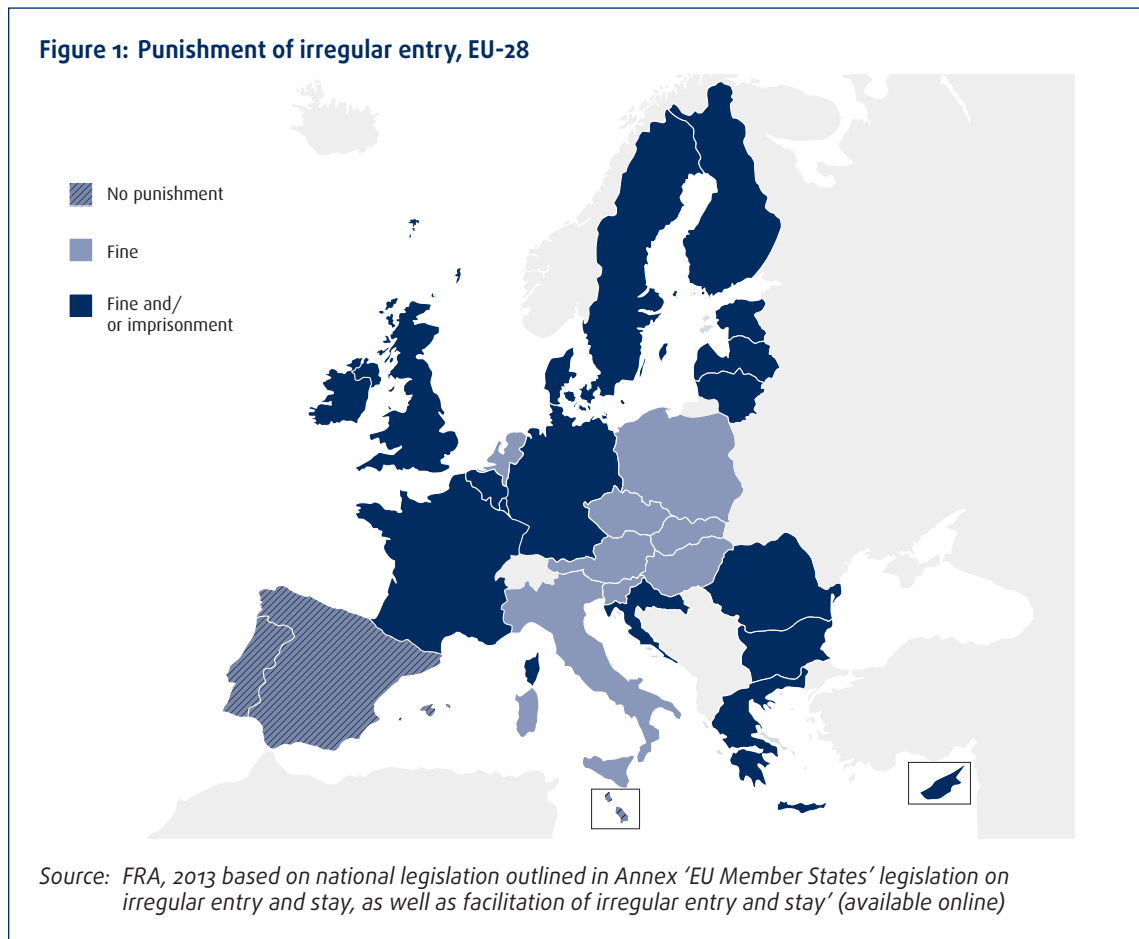 Figure 1: Punishment of irregular entry, EU-28
No punishment
Fine
Fine and/
or imprisonment
Source: FRA, 2013 based on national legislation outlined in Annex ‘EU Member States’ legislation on
irregular entry and stay, as well as facilitation of irregular entry and stay’ (available online)